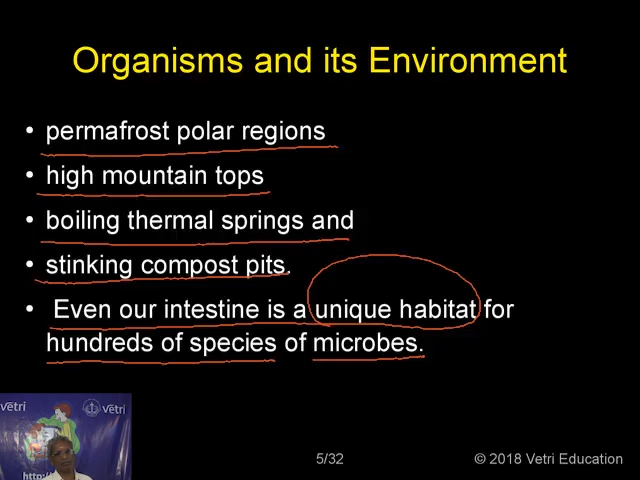 Organisms and its Environment
• permafrost polar regions
• high mountain tops
• boiling thermal springs and
• stinking compost pits.
• Even our intestine is a unique habitat for
hundreds of species of microbes.
vetri
vetri
http://
5/32
© 2018 Vetri Education